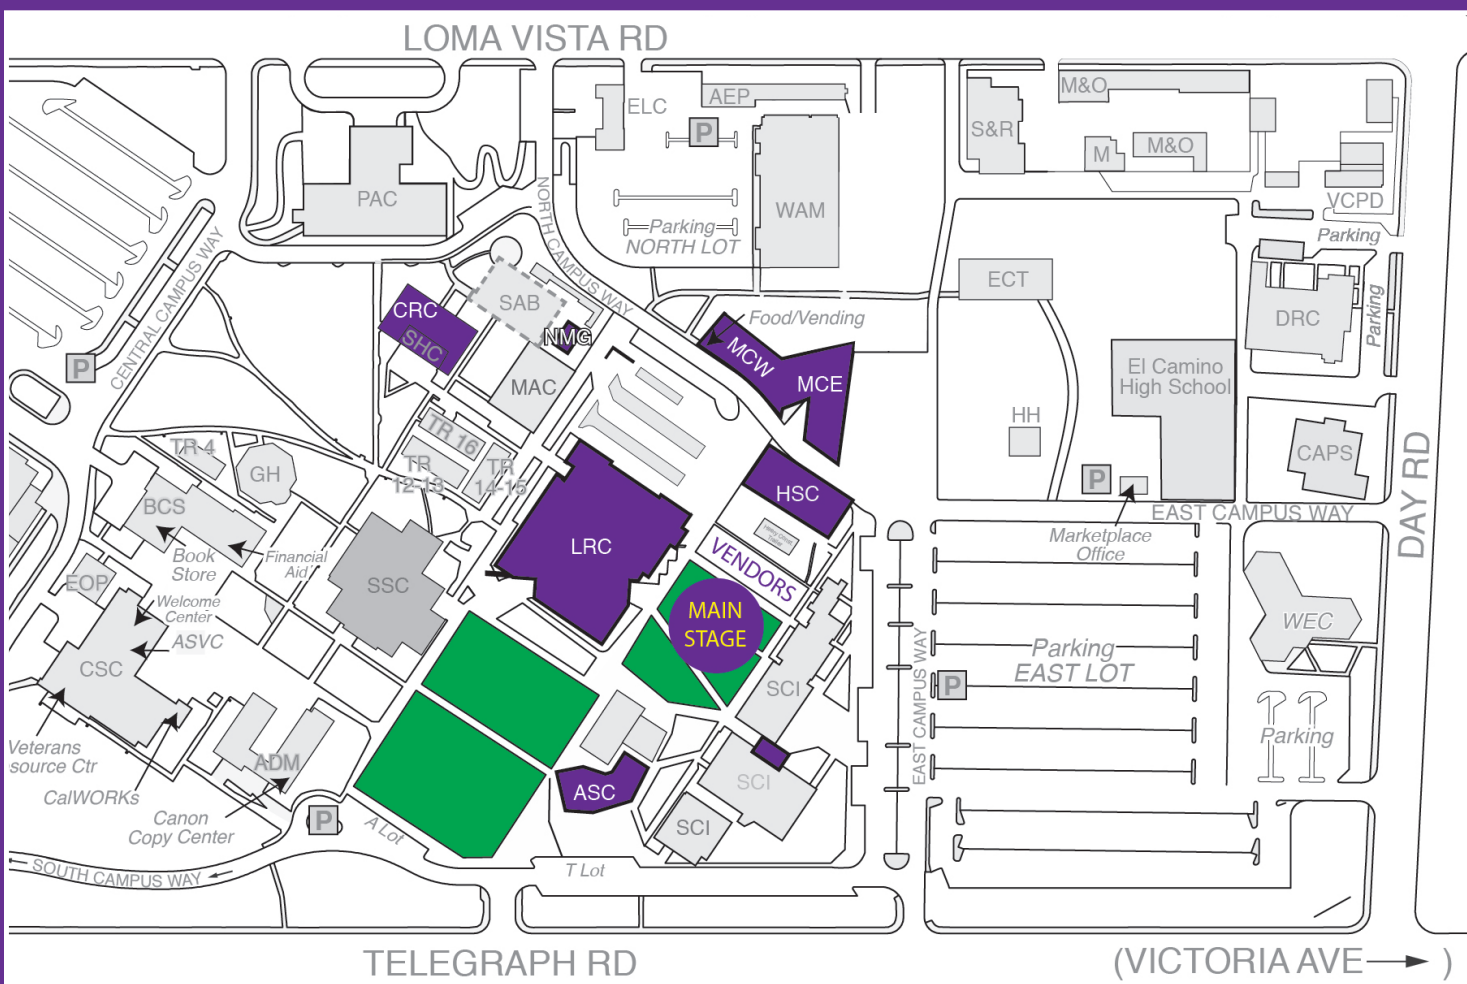 LOMA VISTA RD
M&O
ELC
AEP
S&R
P
M
M&O
PAC
WAM
VCPD
NORTH CAMPUS WAY
Parking
NORTH LOT
Parking
CENTRAL CAMPUS WAY
ECT
CRC
SAB
Food/Vending
DRC
Parking
SHC
NMG
MCW
MCE
El Camino
High School
P
MAC
HH
TR 16
TR 4
GH
TR
12-13
TR
14-15
CAPS
DAY RD
BCS
HSC
P
EAST CAMPUS WAY
Marketplace
Office
Book
Store
Financial
Aid
LRC
VENDORS
EOP
SSC
Welcome
Center
ASVC
MAIN
STAGE
WEC
CSC
Parking
EAST LOT
SCI
P
EAST CAMPUS WAY
Veterans
source Ctr
ADM
Parking
CalWORKs
ASC
SCI
Canon
Copy Center
P
A Lot
SCI
SOUTH CAMPUS WAY
T Lot
TELEGRAPH RD
(VICTORIA AVE )